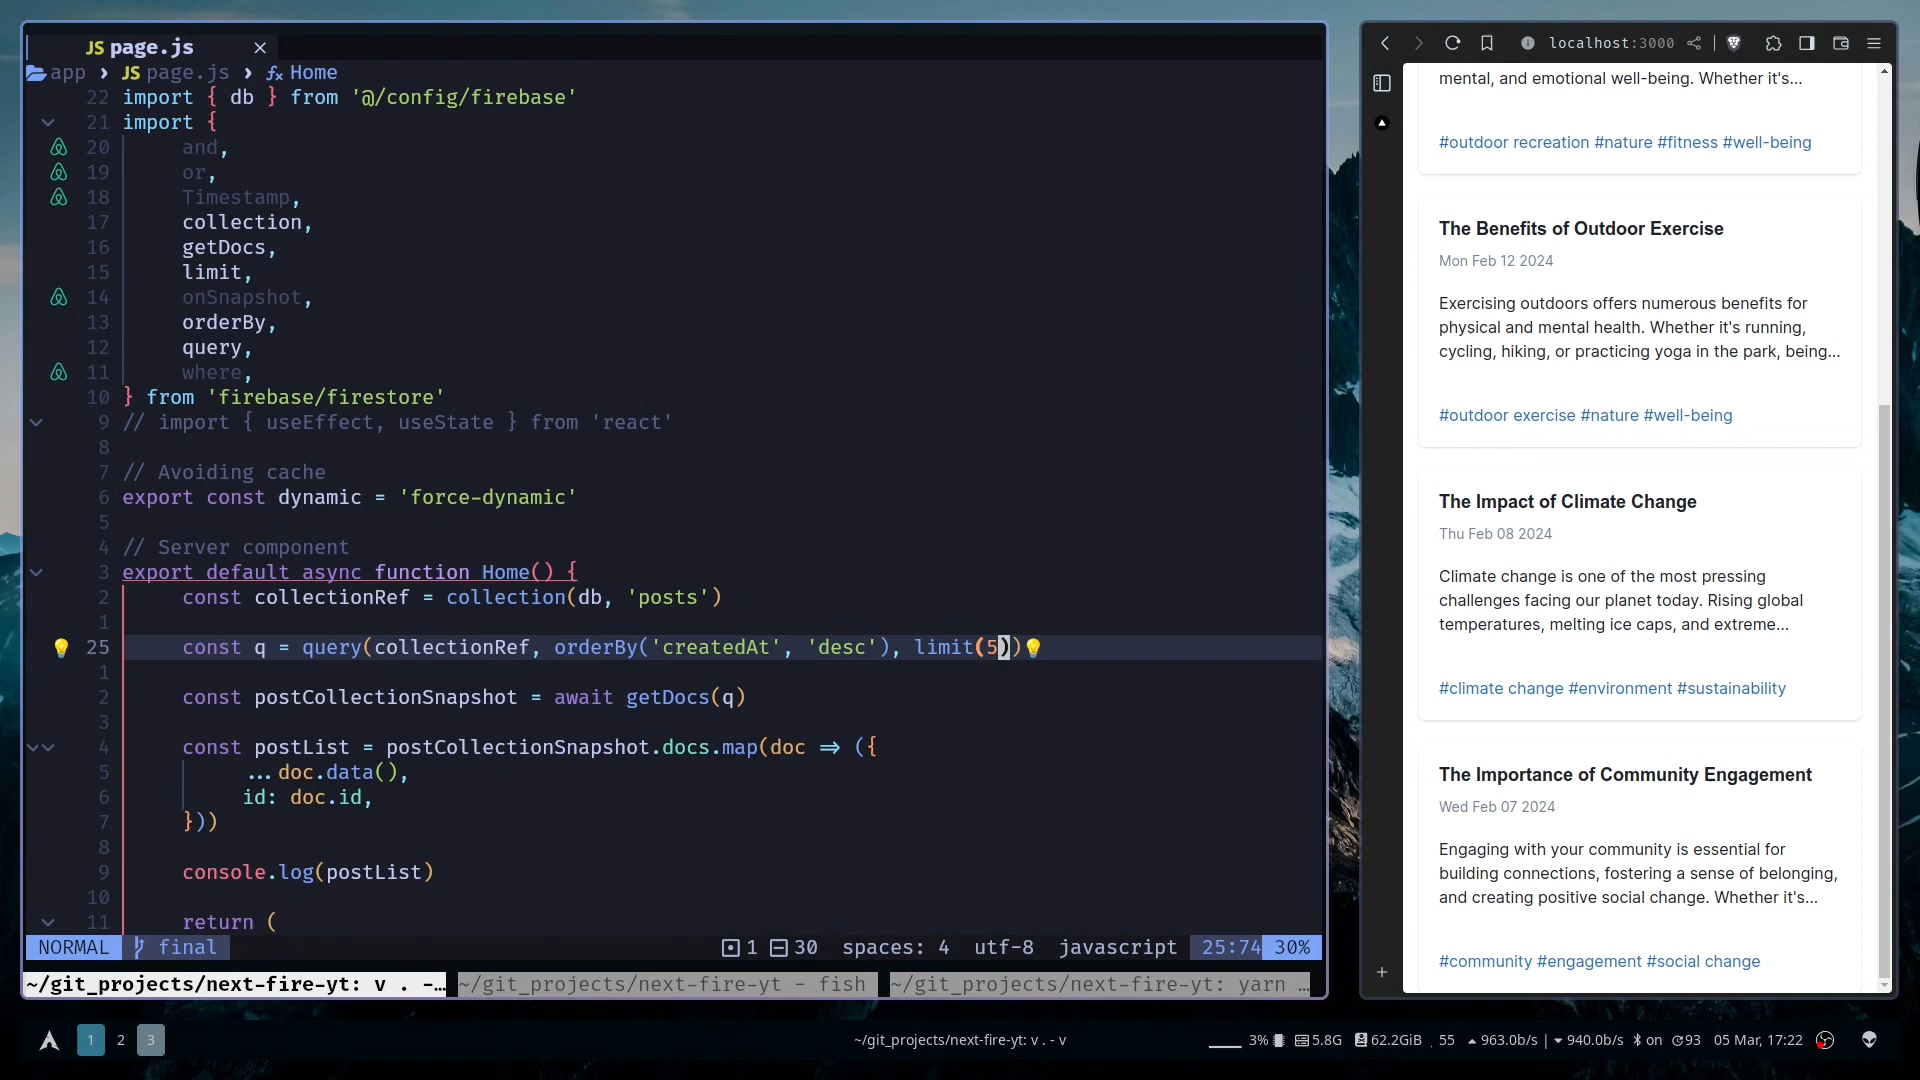 JS page.js ×
app › JS page.js › fx Home
22 import { db } from '@/config/firebase'
21 import {
20 and,
19 or,
18 Timestamp,
17 collection,
16 getDocs,
15 limit,
14 onSnapshot,
13 orderBy,
12 query,
11 where,
10 } from 'firebase/firestore'
9 // import { useEffect, useState } from 'react'
8
7 // Avoiding cache
6 export const dynamic = 'force-dynamic'
5
4 // Server component
3 export default async function Home() {
2 const collectionRef = collection(db, 'posts')
1
25 const q = query(collectionRef, orderBy('createdAt', 'desc'), limit(5))
1
2 const postCollectionSnapshot = await getDocs(q)
3
4 const postList = postCollectionSnapshot.docs.map(doc => ({
5 ...doc.data(),
6 id: doc.id,
7 }))
8
9 console.log(postList)
10
11 return (
NORMAL final 1 30 spaces: 4 utf-8 javascript 25:74 30%
~/git_projects/next-fire-yt: v . -… ~/git_projects/next-fire-yt - fish ~/git_projects/next-fire-yt: yarn …
localhost:3000
mental, and emotional well-being. Whether it's...
#outdoor recreation #nature #fitness #well-being
The Benefits of Outdoor Exercise
Mon Feb 12 2024
Exercising outdoors offers numerous benefits for
physical and mental health. Whether it's running,
cycling, hiking, or practicing yoga in the park, being...
#outdoor exercise #nature #well-being
The Impact of Climate Change
Thu Feb 08 2024
Climate change is one of the most pressing
challenges facing our planet today. Rising global
temperatures, melting ice caps, and extreme...
#climate change #environment #sustainability
The Importance of Community Engagement
Wed Feb 07 2024
Engaging with your community is essential for
building connections, fostering a sense of belonging,
and creating positive social change. Whether it's...
#community #engagement #social change
1 2 3 ~/git_projects/next-fire-yt: v . - v 3% 5.8G 62.2GiB 55 963.0b/s | 940.0b/s on 93 05 Mar, 17:22